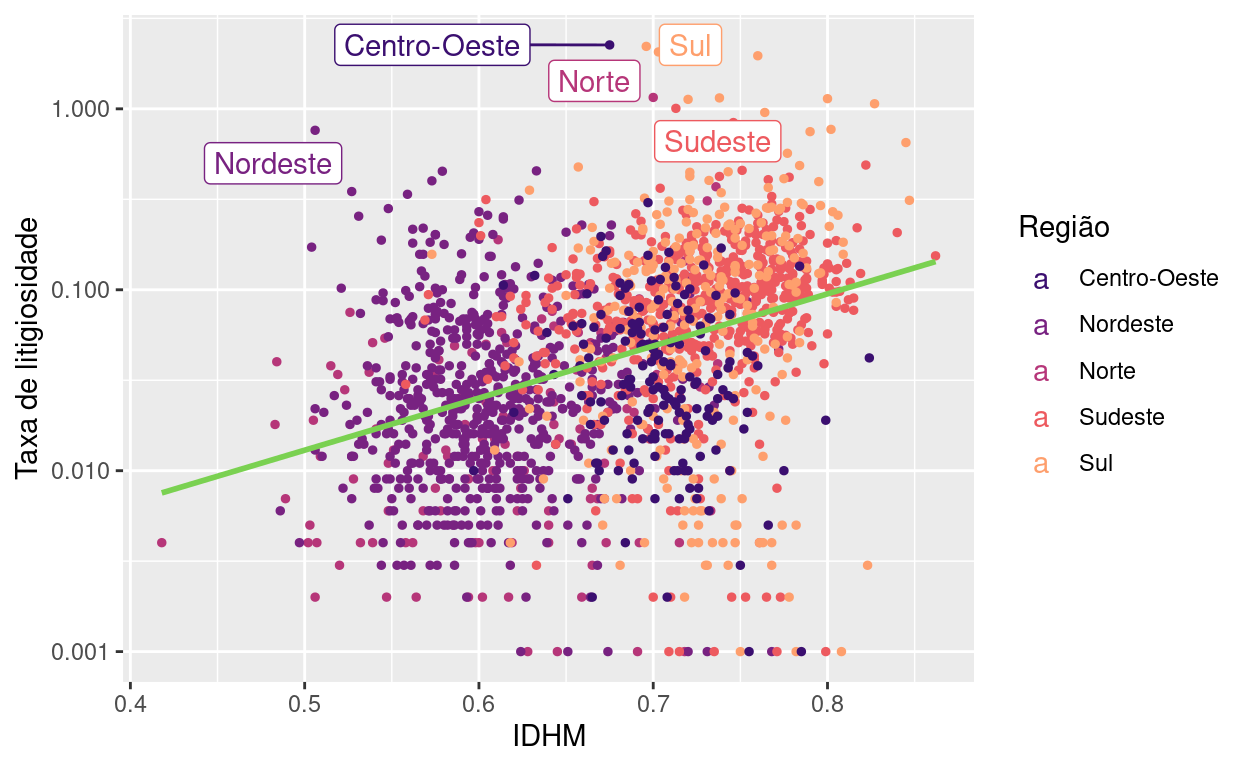 Centro-Oeste
Sul
Norte
Sudeste
Nordeste
Taxa de litigiosidade
1.000
0.100
0.010
0.001
0.4
0.5
0.6
0.7
0.8
IDHM
Região
a Centro-Oeste
a Nordeste
a Norte
a Sudeste
a Sul